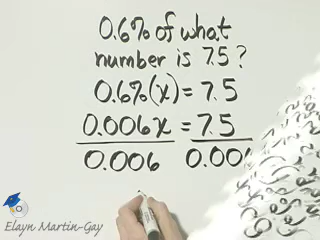 0.6% of what
number is 7.5?
0.6%(x) = 7.5
0.006x = 7.5
0.006 0.00
Elayn Martin-Gay